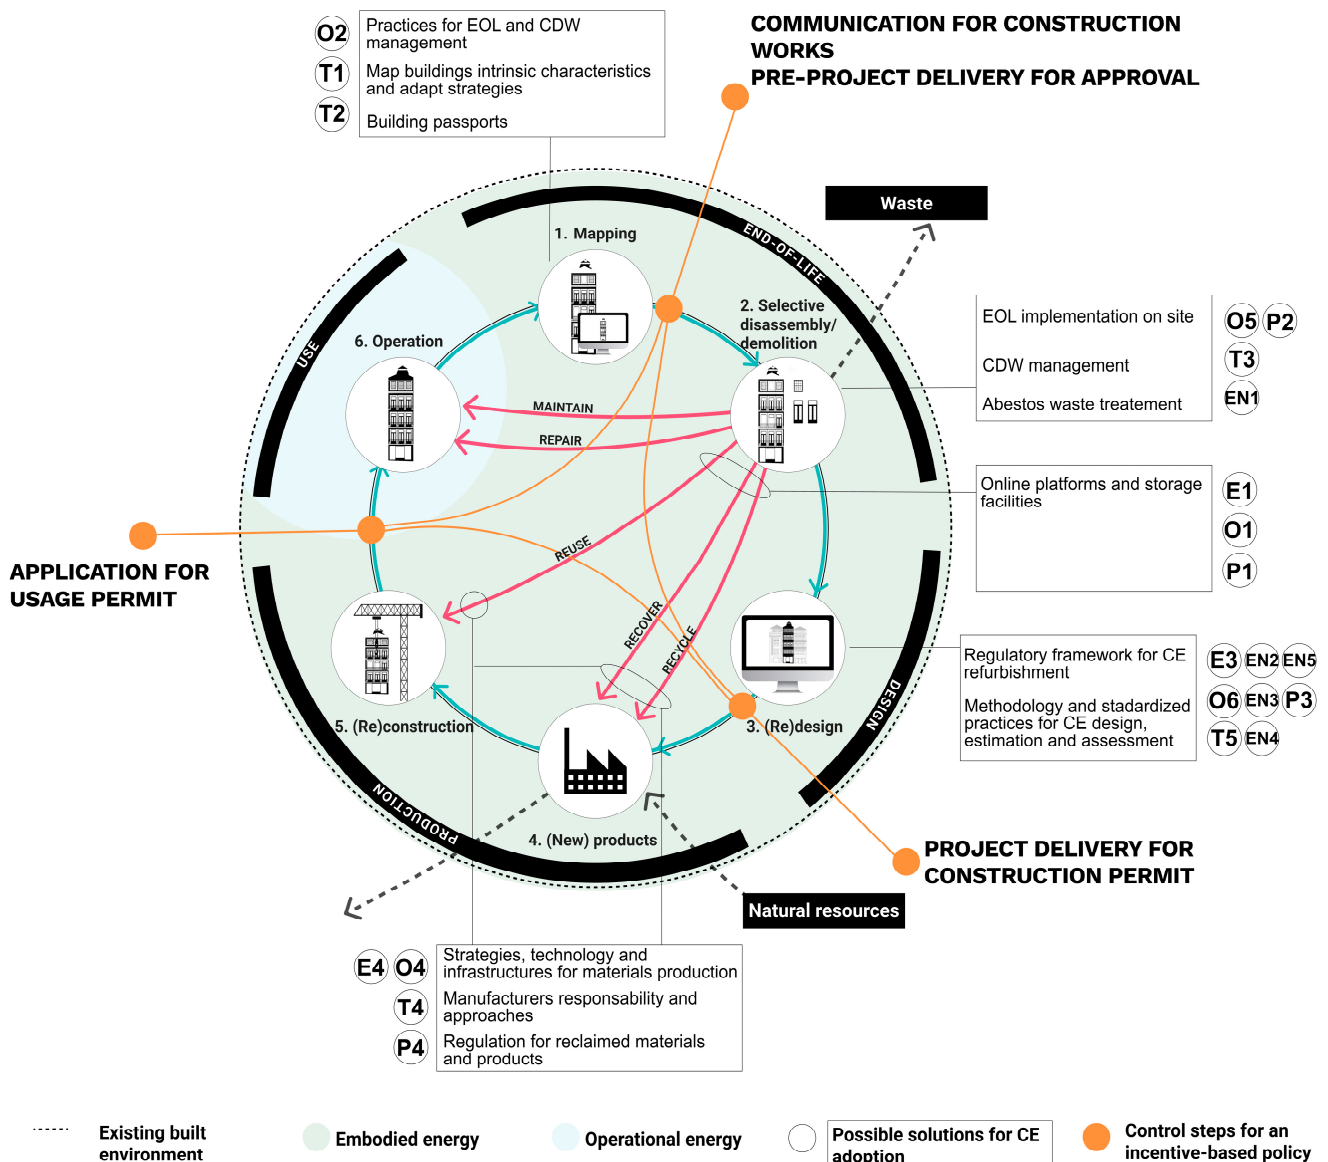 O2
Practices for EOL and CDW
management
T1
Map buildings intrinsic characteristics
and adapt strategies
T2
Building passports
COMMUNICATION FOR CONSTRUCTION
WORKS
PRE-PROJECT DELIVERY FOR APPROVAL
Waste
END-OF-LIFE
1. Mapping
2. Selective
disassembly/
demolition
6. Operation
USE
MAINTAIN
REPAIR
REUSE
RECOVER
RECYCLE
EOL implementation on site
O5 P2
CDW management
T3
Abestos waste treatement
EN1
Online platforms and storage
facilities
E1
O1
P1
APPLICATION FOR
USAGE PERMIT
Regulatory framework for CE
refurbishment
E3 EN2 EN5
Methodology and stadardized
practices for CE design,
estimation and assessment
O6 EN3 P3
T5 EN4
DESIGN
5. (Re)construction
3. (Re)design
PRODUCTION
4. (New) products
PROJECT DELIVERY FOR
CONSTRUCTION PERMIT
Natural resources
E4 O4
Strategies, technology and
infrastructures for materials production
T4
Manufacturers responsability and
approaches
P4
Regulation for reclaimed materials
and products
Existing built
environment
Embodied energy
Operational energy
Possible solutions for CE
adoption
Control steps for an
incentive-based policy